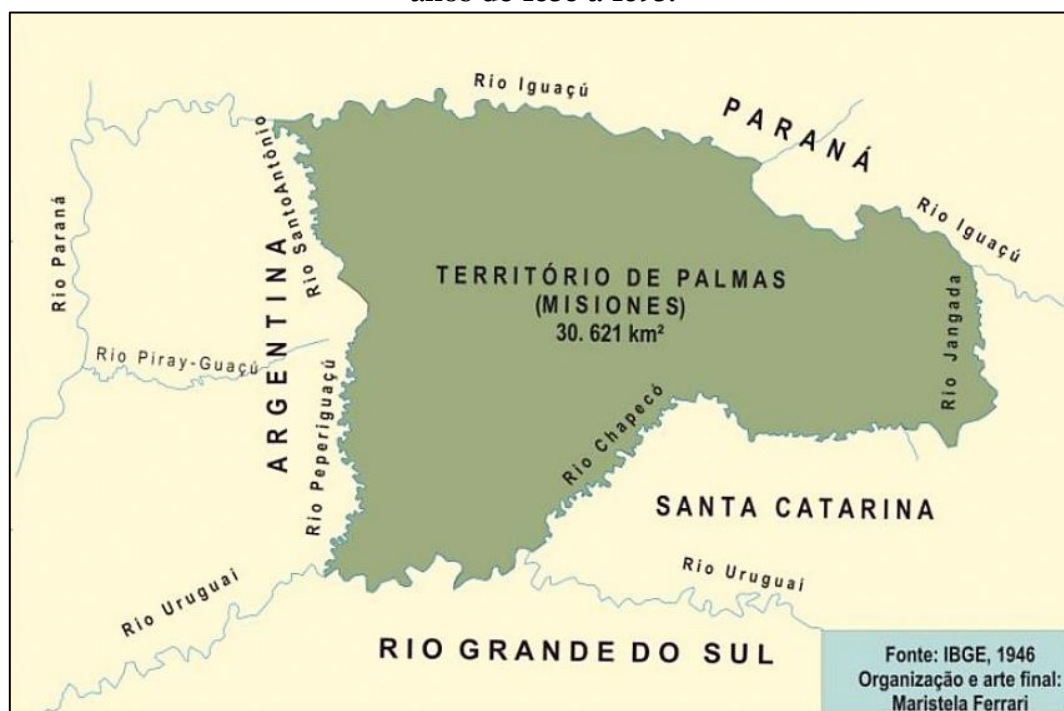 Rio Iguaçú
PARANÁ
Rio SantoAntônio
Rio Paraná
ARGENTINA
Rio Iguaçú
TERRITÓRIO DE PALMAS
(MISIONES)
30. 621 km²
Rio Jangada
Rio Piray-Guaçú
Rio Peperiguaçú
Rio Chapecó
SANTA CATARINA
Rio Uruguai
Rio Uruguai
RIO GRANDE DO SUL
Fonte: IBGE, 1946
Organização e arte final:
Maristela Ferrari